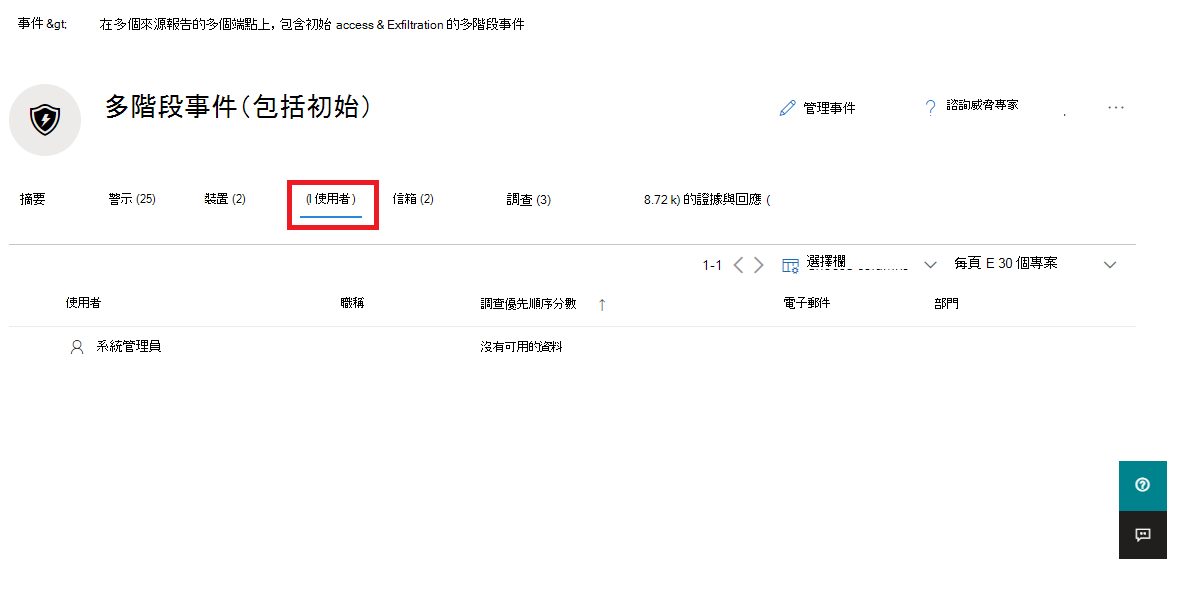 事件 &gt; 在多個來源報告的多個端點上，包含初始 access & Exfiltration 的多階段事件
多階段事件（包括初始）
管理事件
? 諮詢威脅專家
...
摘要 警示 (25) 裝置 (2) (I 使用者) 信箱 (2) 調查 (3) 8.72 k) 的證據與回應 (
1-1 選擇欄 每頁 E 30 個專案
使用者 職稱 調查優先順序分數 ↑ 電子郵件 部門
系統管理員 沒有可用的資料